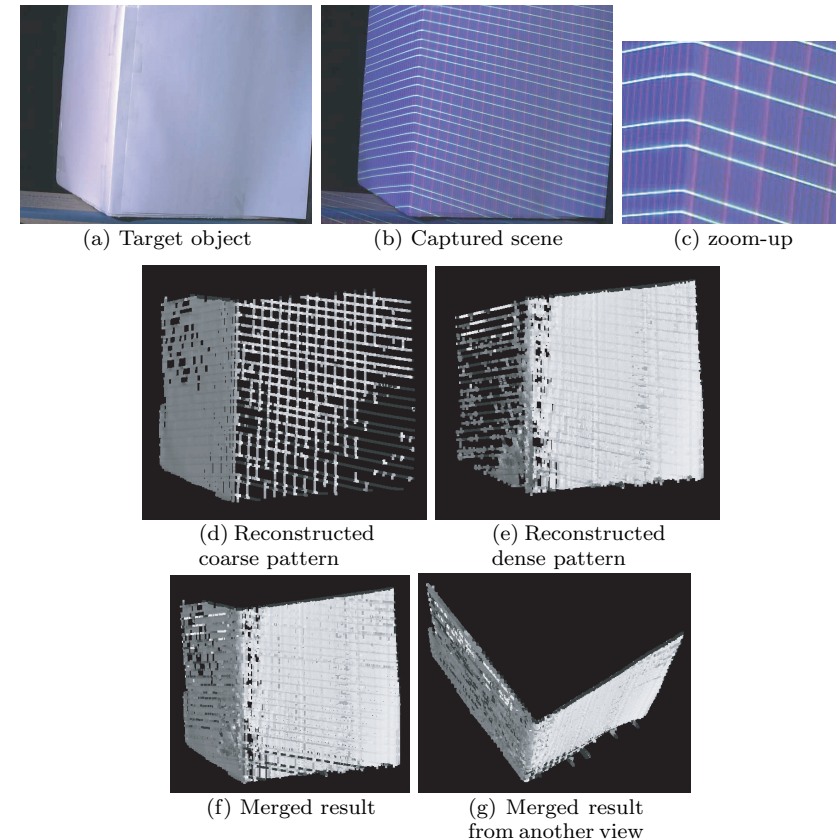 (a) Target object
(b) Captured scene
(c) zoom-up
(d) Reconstructed
coarse pattern
(e) Reconstructed
dense pattern
(f) Merged result
(g) Merged result
from another view